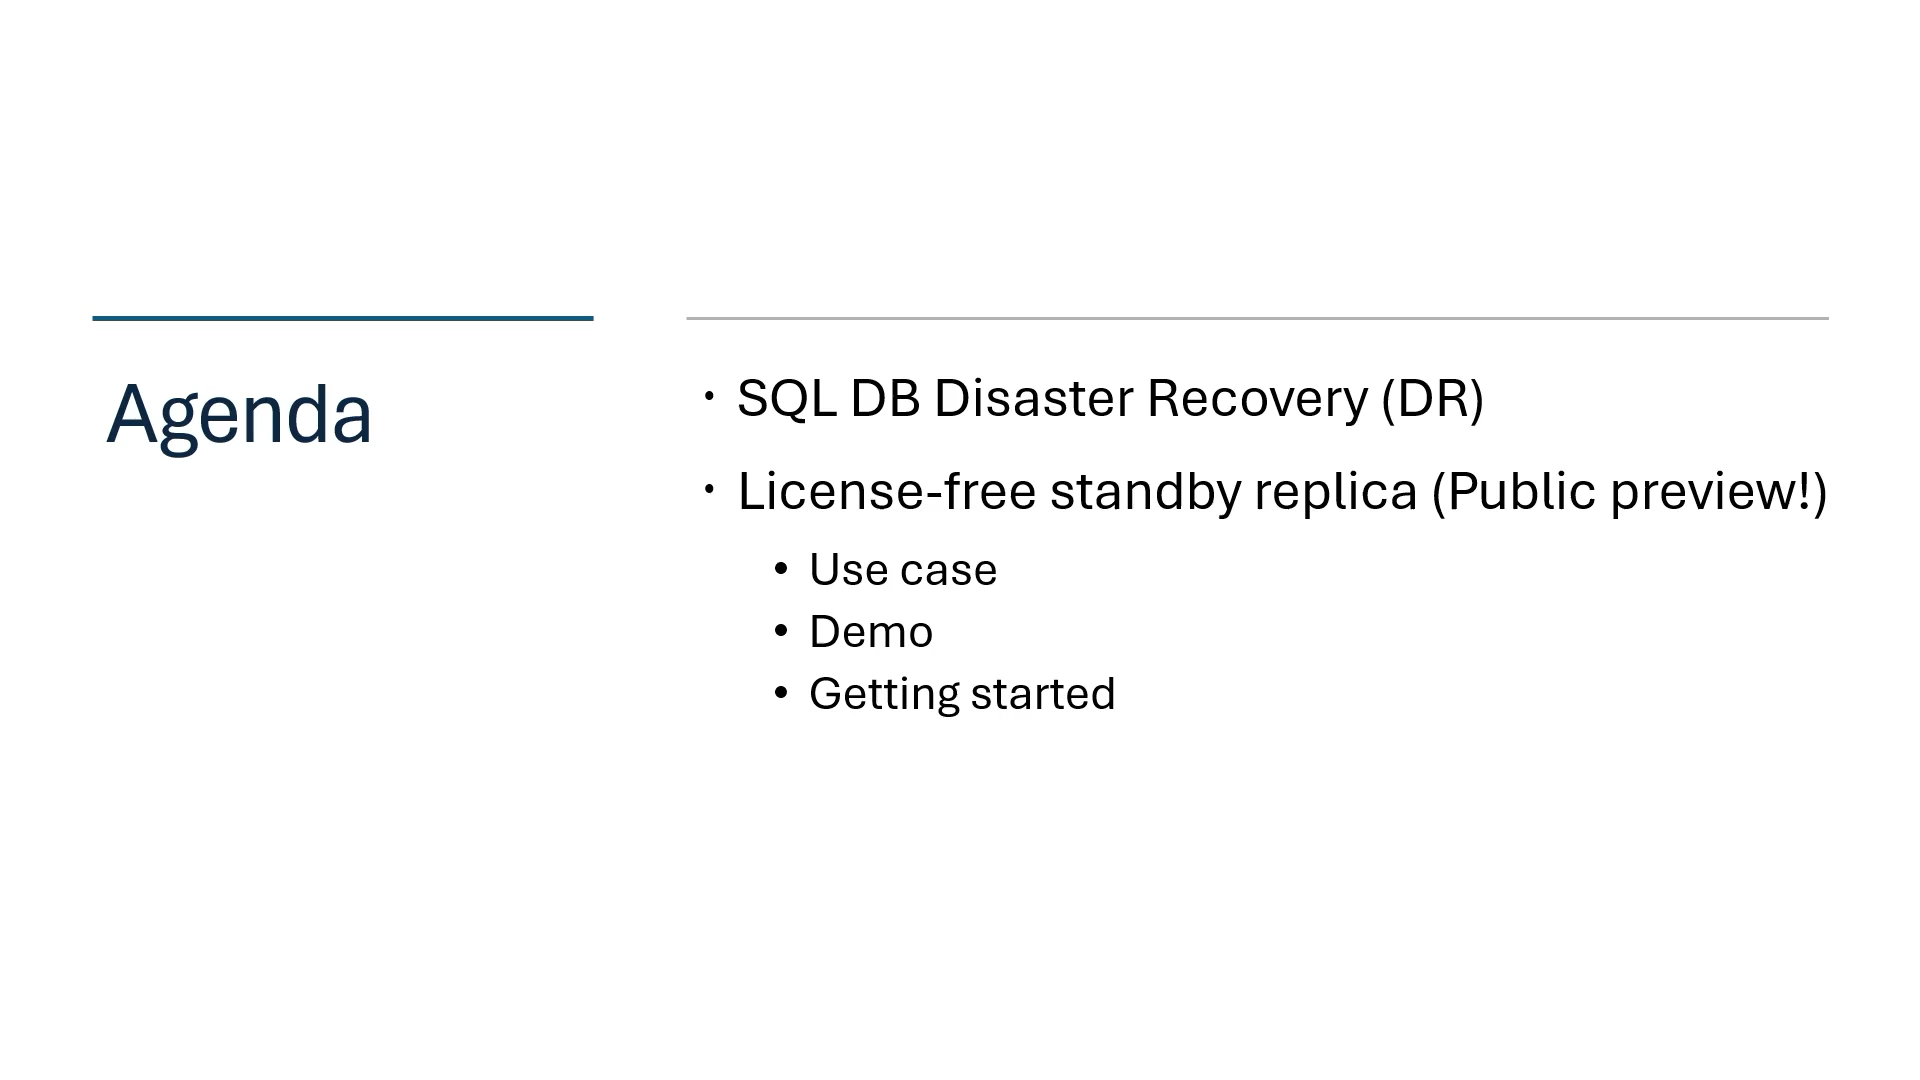 Agenda
· SQL DB Disaster Recovery (DR)
· License-free standby replica (Public preview!)
• Use case
• Demo
• Getting started